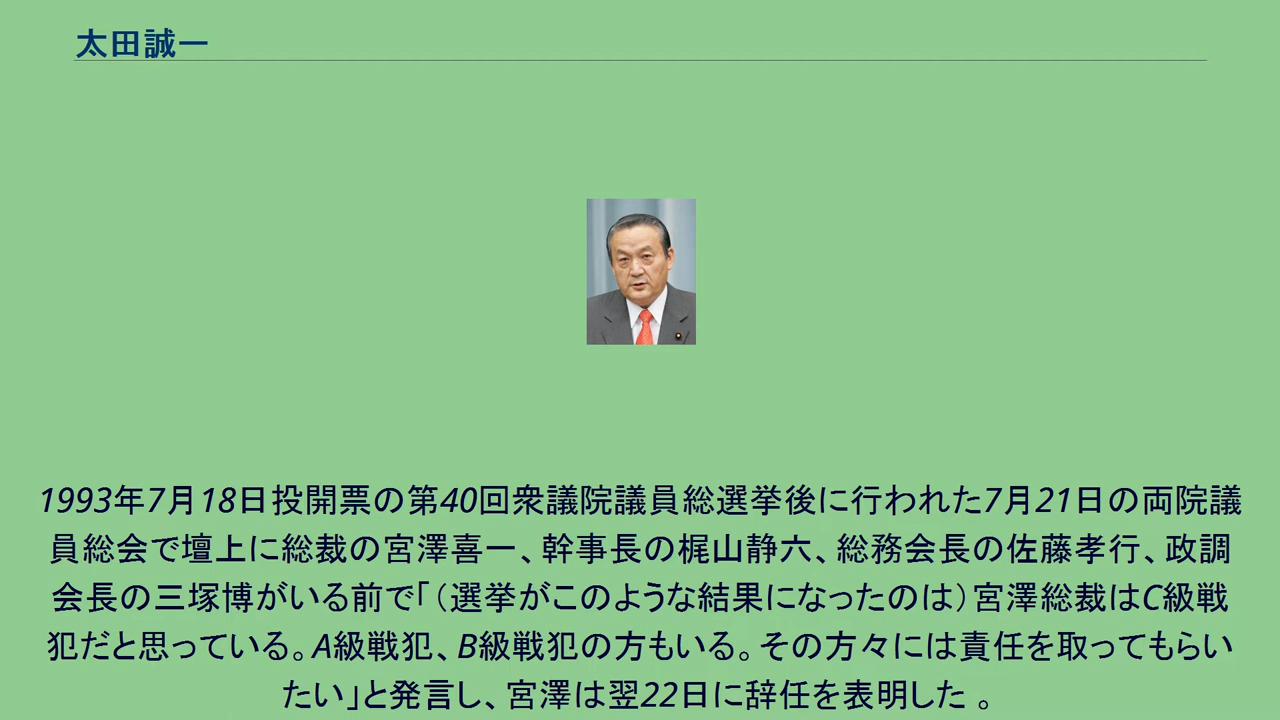 太田誠一
1993年7月18日投開票の第40回衆議院議員総選挙後に行われた7月21日の両院議
員総会で壇上に総裁の宮澤喜一、幹事長の梶山静六、総務会長の佐藤孝行、政調
会長の三塚博がいる前で「（選挙がこのような結果になったのは）宮澤総裁はC級戦
犯だと思っている。A級戦犯、B級戦犯の方もいる。その方々には責任を取ってもらい
たい」と発言し、宮澤は翌22日に辞任を表明した 。